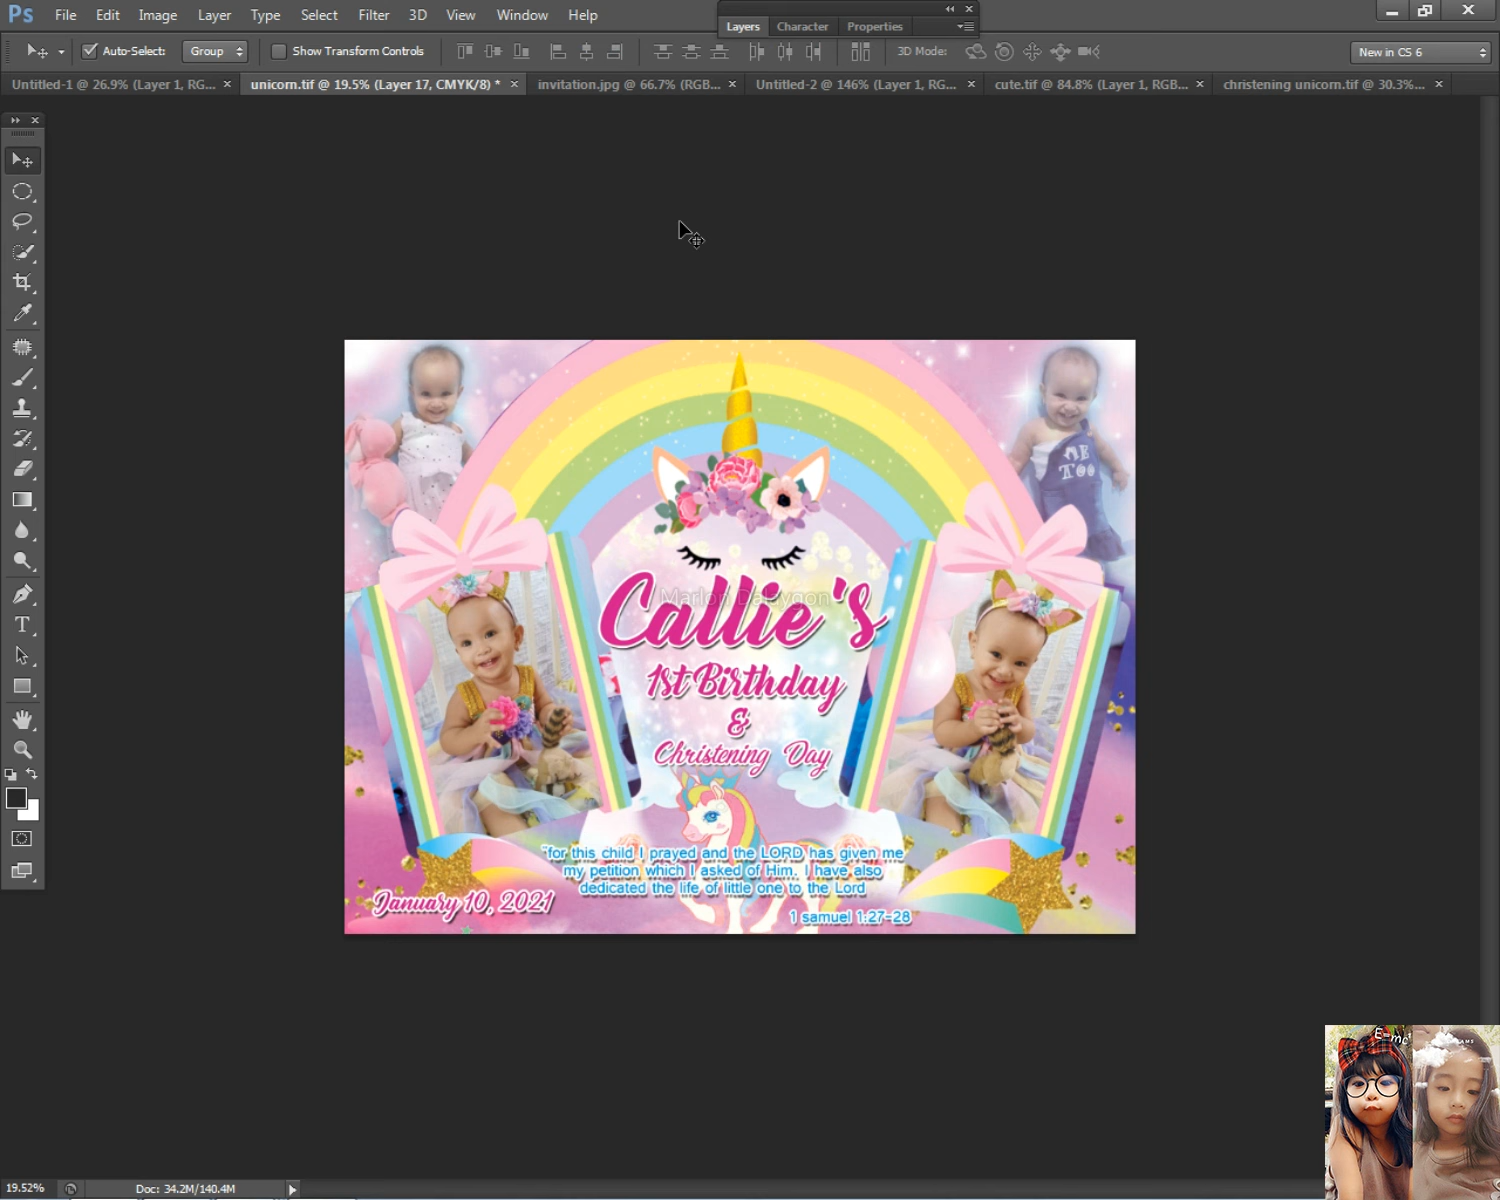 Ps File Edit Image Layer Type Select Filter 3D View Window Help
Layers Character Properties
Auto-Select: Group Show Transform Controls 3D Mode: New in CS 6
Untitled-1 @ 26.9% (Layer 1, RG... × unicorn.tif @ 19.5% (Layer 17, CMYK/8) * × invitation.jpg @ 66.7% (RGB... × Untitled-2 @ 146% (Layer 1, RG... × cute.tif @ 84.8% (Layer 1, RGB... × christening unicorn.tif @ 30.3%... ×
ME
TOO
Callie's
1st Birthday
&
Christening Day
"for this child I prayed and the LORD has given me
my petition which I asked of Him. I have also
dedicated the life of little one to the Lord
1 samuel 1:27-28
January 10, 2021
19.52% Doc: 34.2M/140.4M